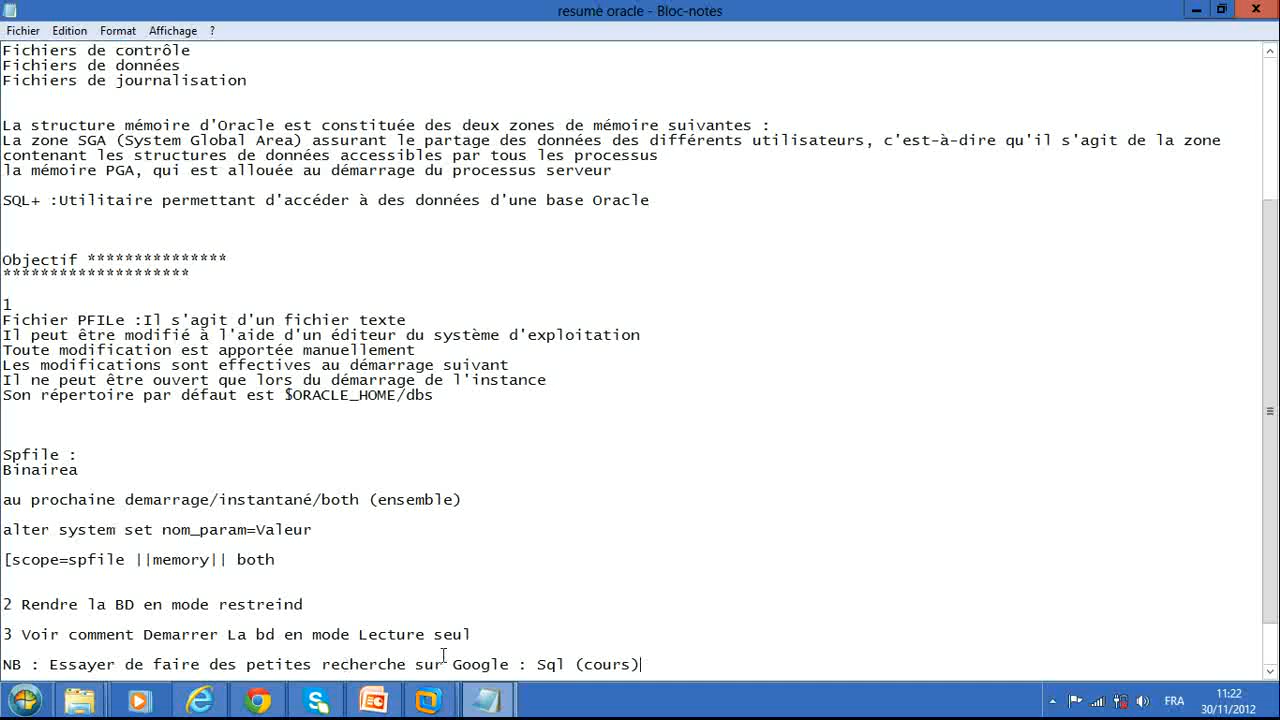 resume oracle - Bloc-notes
Fichier Edition Format Affichage ?
Fichiers de contrôle
Fichiers de données
Fichiers de journalisation
La structure mémoire d'Oracle est constituée des deux zones de mémoire suivantes :
La zone SGA (System Global Area) assurant le partage des données des différents utilisateurs, c'est-à-dire qu'il s'agit de la zone
contenant les structures de données accessibles par tous les processus
la mémoire PGA, qui est allouée au démarrage du processus serveur
SQL+ :Utilitaire permettant d'accéder à des données d'une base Oracle
Objectif ***************
********************
1
Fichier PFILe :Il s'agit d'un fichier texte
Il peut être modifié à l'aide d'un éditeur du système d'exploitation
Toute modification est apportée manuellement
Les modifications sont effectives au démarrage suivant
Il ne peut être ouvert que lors du démarrage de l'instance
Son répertoire par défaut est $ORACLE_HOME/dbs
Spfile :
Binairea
au prochaine demarrage/instantané/both (ensemble)
alter system set nom_param=Valeur
[scope=spfile ||memory|| both
2 Rendre la BD en mode restreind
3 Voir comment Demarrer La bd en mode Lecture seul
NB : Essayer de faire des petites recherche sur Google : Sql (cours)
FRA
11:22
30/11/2012